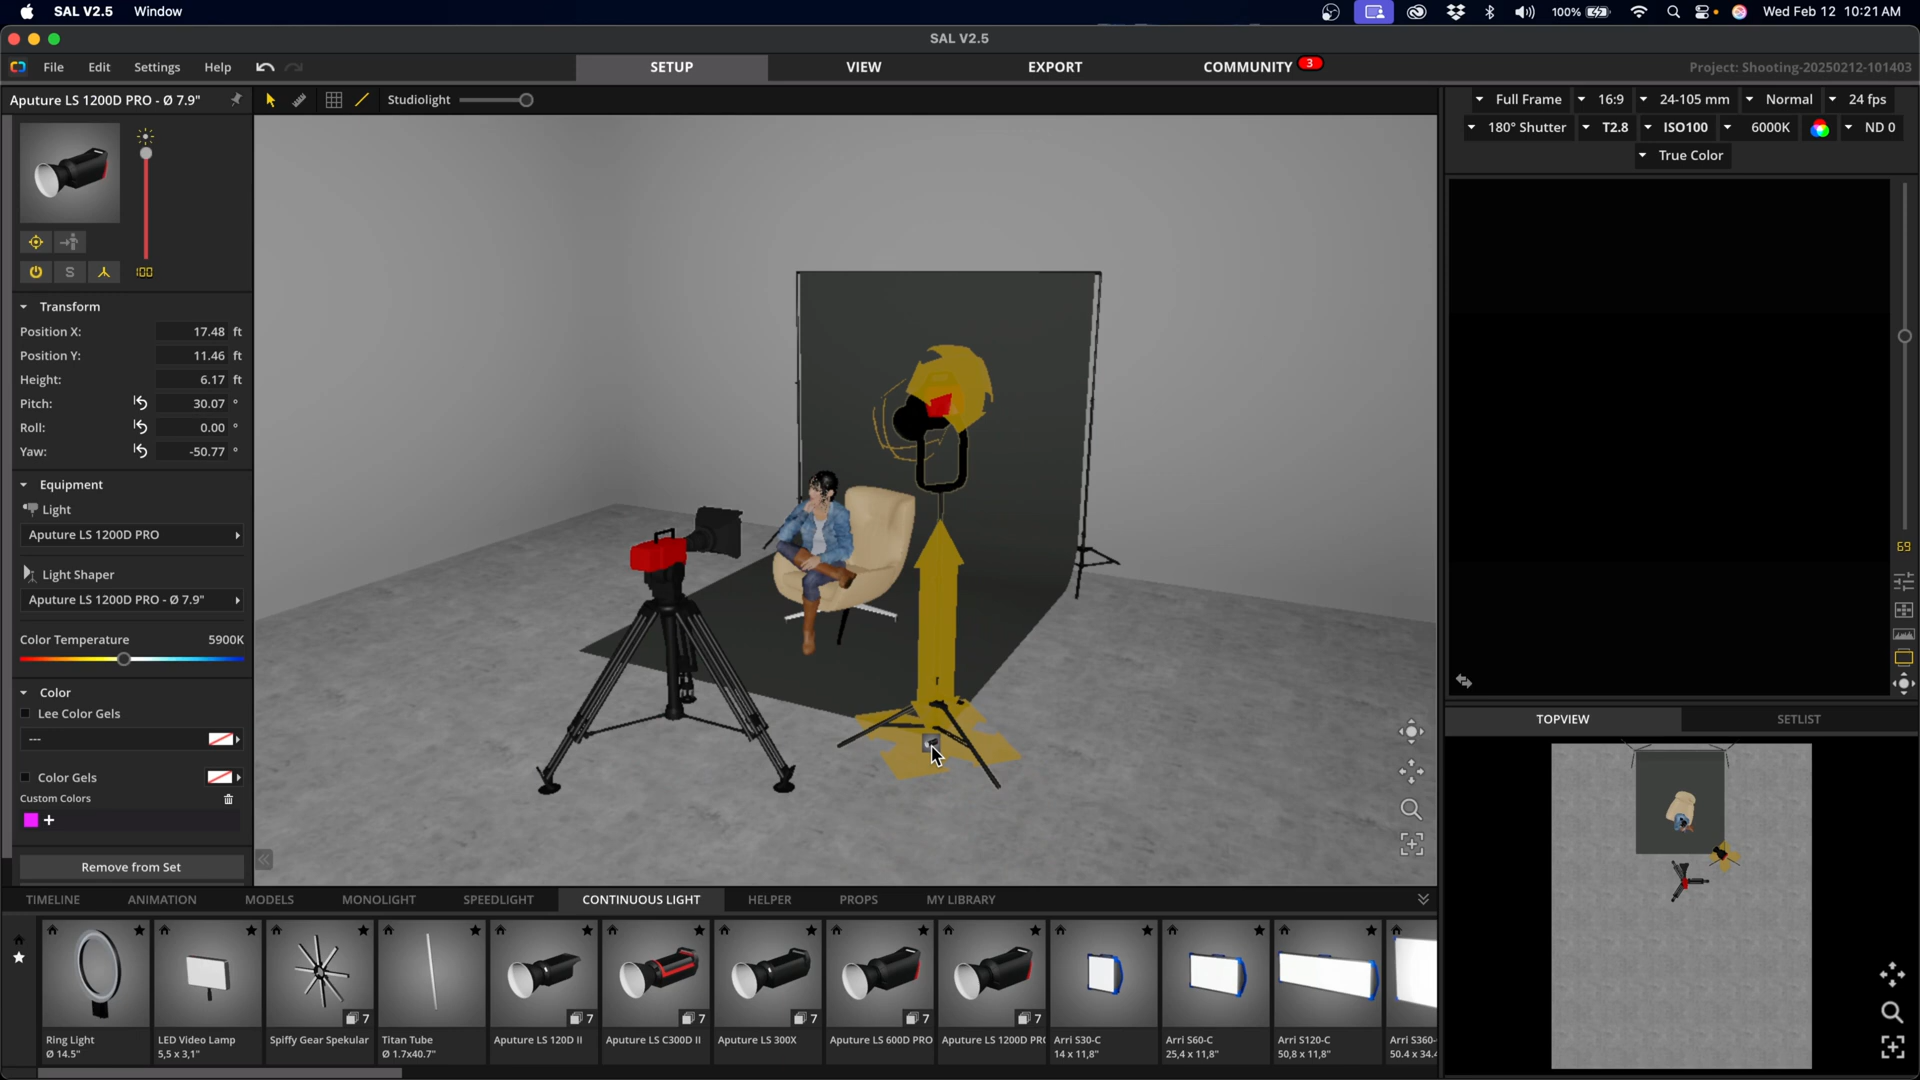 SAL V2.5 Window 100% Wed Feb 12 10:21 AM
SAL V2.5
File Edit Settings Help SETUP VIEW EXPORT COMMUNITY 3 Project: Shooting-20250212-101403
Aputure LS 1200D PRO - Ø 7.9"
Studiolight
Full Frame 16:9 24-105 mm Normal 24 fps
180° Shutter T2.8 ISO100 6000K ND 0
True Color
S 100
Transform
Position X: 17.48 ft
Position Y: 11.46 ft
Height: 6.17 ft
Pitch: 30.07 °
Roll: 0.00 °
Yaw: -50.77 °
Equipment
Light
Aputure LS 1200D PRO
Light Shaper
Aputure LS 1200D PRO - Ø 7.9"
Color Temperature 5900K
Color
Lee Color Gels
---
Color Gels
Custom Colors
+
Remove from Set
69
TOPVIEW SETLIST
TIMELINE ANIMATION MODELS MONOLIGHT SPEEDLIGHT CONTINUOUS LIGHT HELPER PROPS MY LIBRARY
7 7 7 7 7 7
Ring Light
Ø 14.5"
LED Video Lamp
5,5 x 3,1"
Spiffy Gear Spekular
Titan Tube
Ø 1.7x40.7"
Aputure LS 120D II
Aputure LS C300D II
Aputure LS 300X
Aputure LS 600D PRO
Aputure LS 1200D PR
Arri S30-C
14 x 11,8"
Arri S60-C
25,4 x 11,8"
Arri S120-C
50,8 x 11,8"
Arri S360-
50.4 x 34.4